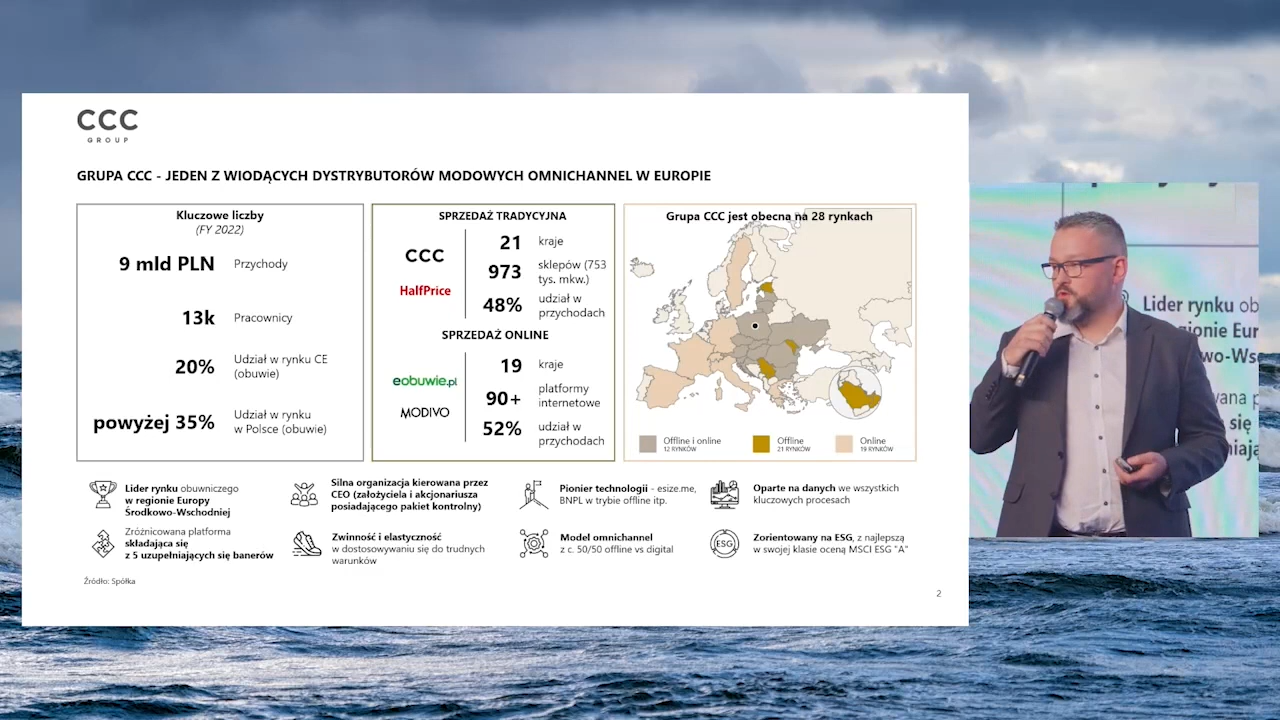 CCC
GROUP
GRUPA CCC - JEDEN Z WIODĄCYCH DYSTRYBUTORÓW MODOWYCH OMNICHANNEL W EUROPIE
Kluczowe liczby
(FY 2022)
9 mld PLN Przychody
13k Pracownicy
20% Udział w rynku CE
(obuwie)
powyżej 35% Udział w rynku
w Polsce (obuwie)
SPRZEDAŻ TRADYCYJNA
CCC
HalfPrice
21 kraje
973 sklepów (753
tys. mkw.)
48% udział w
przychodach
SPRZEDAŻ ONLINE
eobuwie.pl
MODIVO
19 kraje
90+ platformy
internetowe
52% udział w
przychodach
Grupa CCC jest obecna na 28 rynkach
Offline i online
12 RYNKÓW
Offline
21 RYNKÓW
Online
19 RYNKÓW
Lider rynku obuwniczego
w regionie Europy
Środkowo-Wschodniej
Silna organizacja kierowana przez
CEO (założyciela i akcjonariusza
posiadającego pakiet kontrolny)
Pionier technologii - esize.me,
BNPL w trybie offline itp.
Oparte na danych we wszystkich
kluczowych procesach
Zróżnicowana platforma
składająca się
z 5 uzupełniających się banerów
Zwinność i elastyczność
w dostosowywaniu się do trudnych
warunków
Model omnichannel
z c. 50/50 offline vs digital
ESG
Zorientowany na ESG, z najlepszą
w swojej klasie oceną MSCI ESG "A"
Źródło: Spółka
2
Lider rynku ob
gionie Eur
wo-Wsc
wana p
się
niają